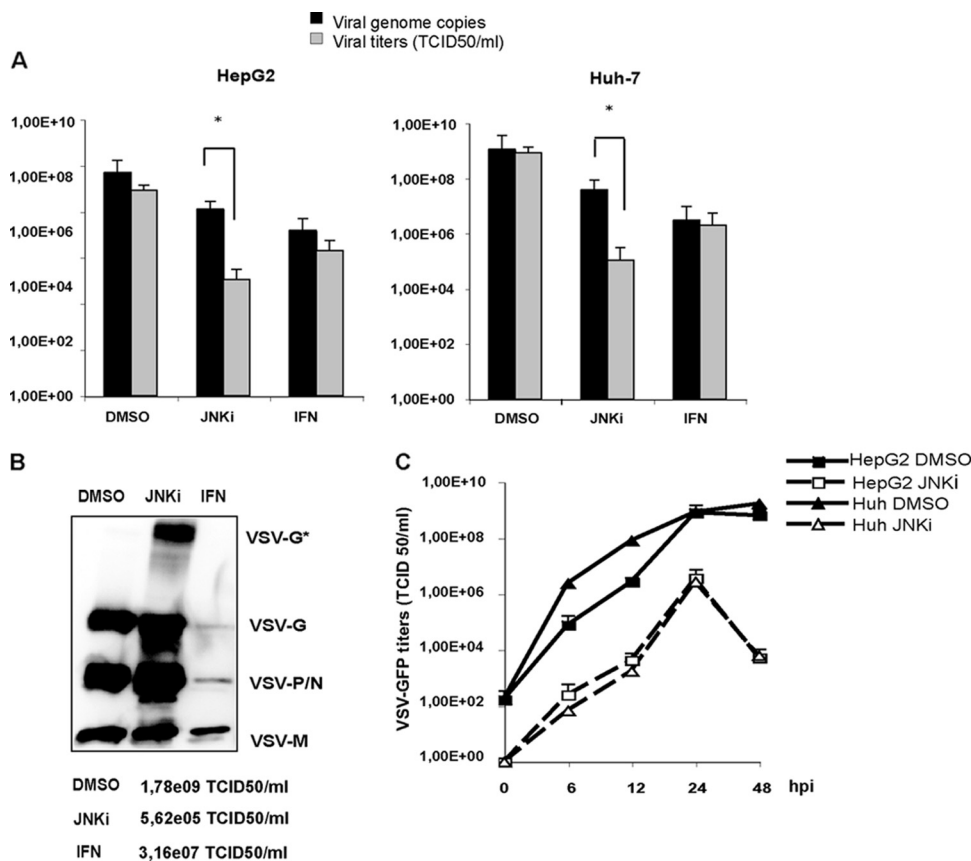 Viral genome copies
Viral titers (TCID50/ml)
A
HepG2
1,00E+10
1,00E+08
1,00E+06
1,00E+04
1,00E+02
1,00E+00
*
DMSO JNKi IFN
Huh-7
1,00E+10
1,00E+08
1,00E+06
1,00E+04
1,00E+02
1,00E+00
*
DMSO JNKi IFN
B
DMSO JNKi IFN
VSV-G*
VSV-G
VSV-P/N
VSV-M
DMSO 1,78e09 TCID50/ml
JNKi 5,62e05 TCID50/ml
IFN 3,16e07 TCID50/ml
C
HepG2 DMSO
HepG2 JNKi
Huh DMSO
Huh JNKi
VSV-GFP titers (TCID 50/ml)
1,00E+10
1,00E+08
1,00E+06
1,00E+04
1,00E+02
1,00E+00
0 6 12 24 48 hpi